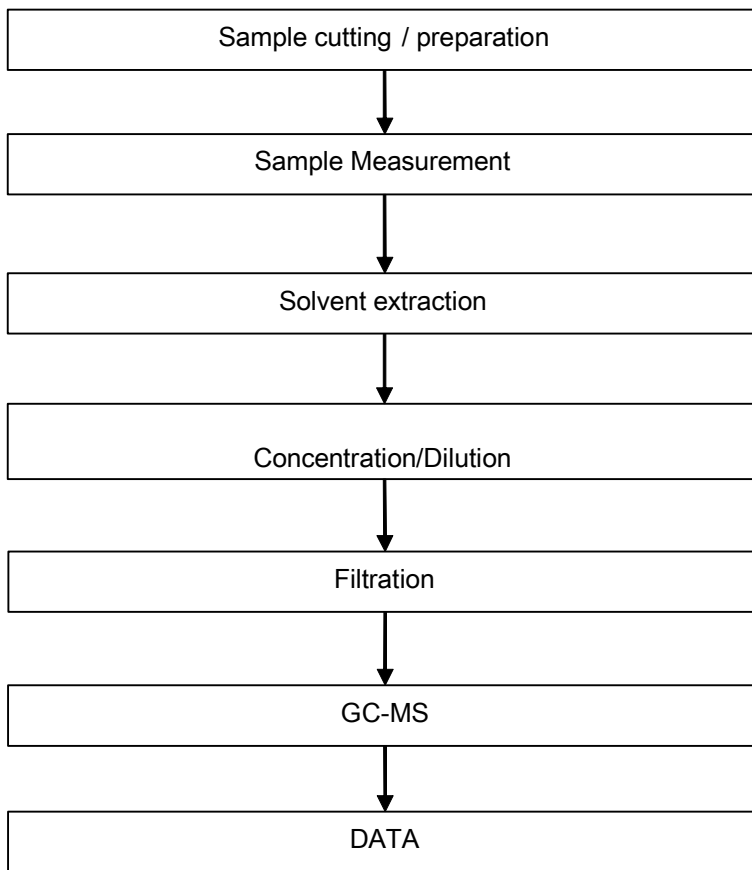 Sample cutting / preparation
Sample Measurement
Solvent extraction
Concentration/Dilution
Filtration
GC-MS
DATA